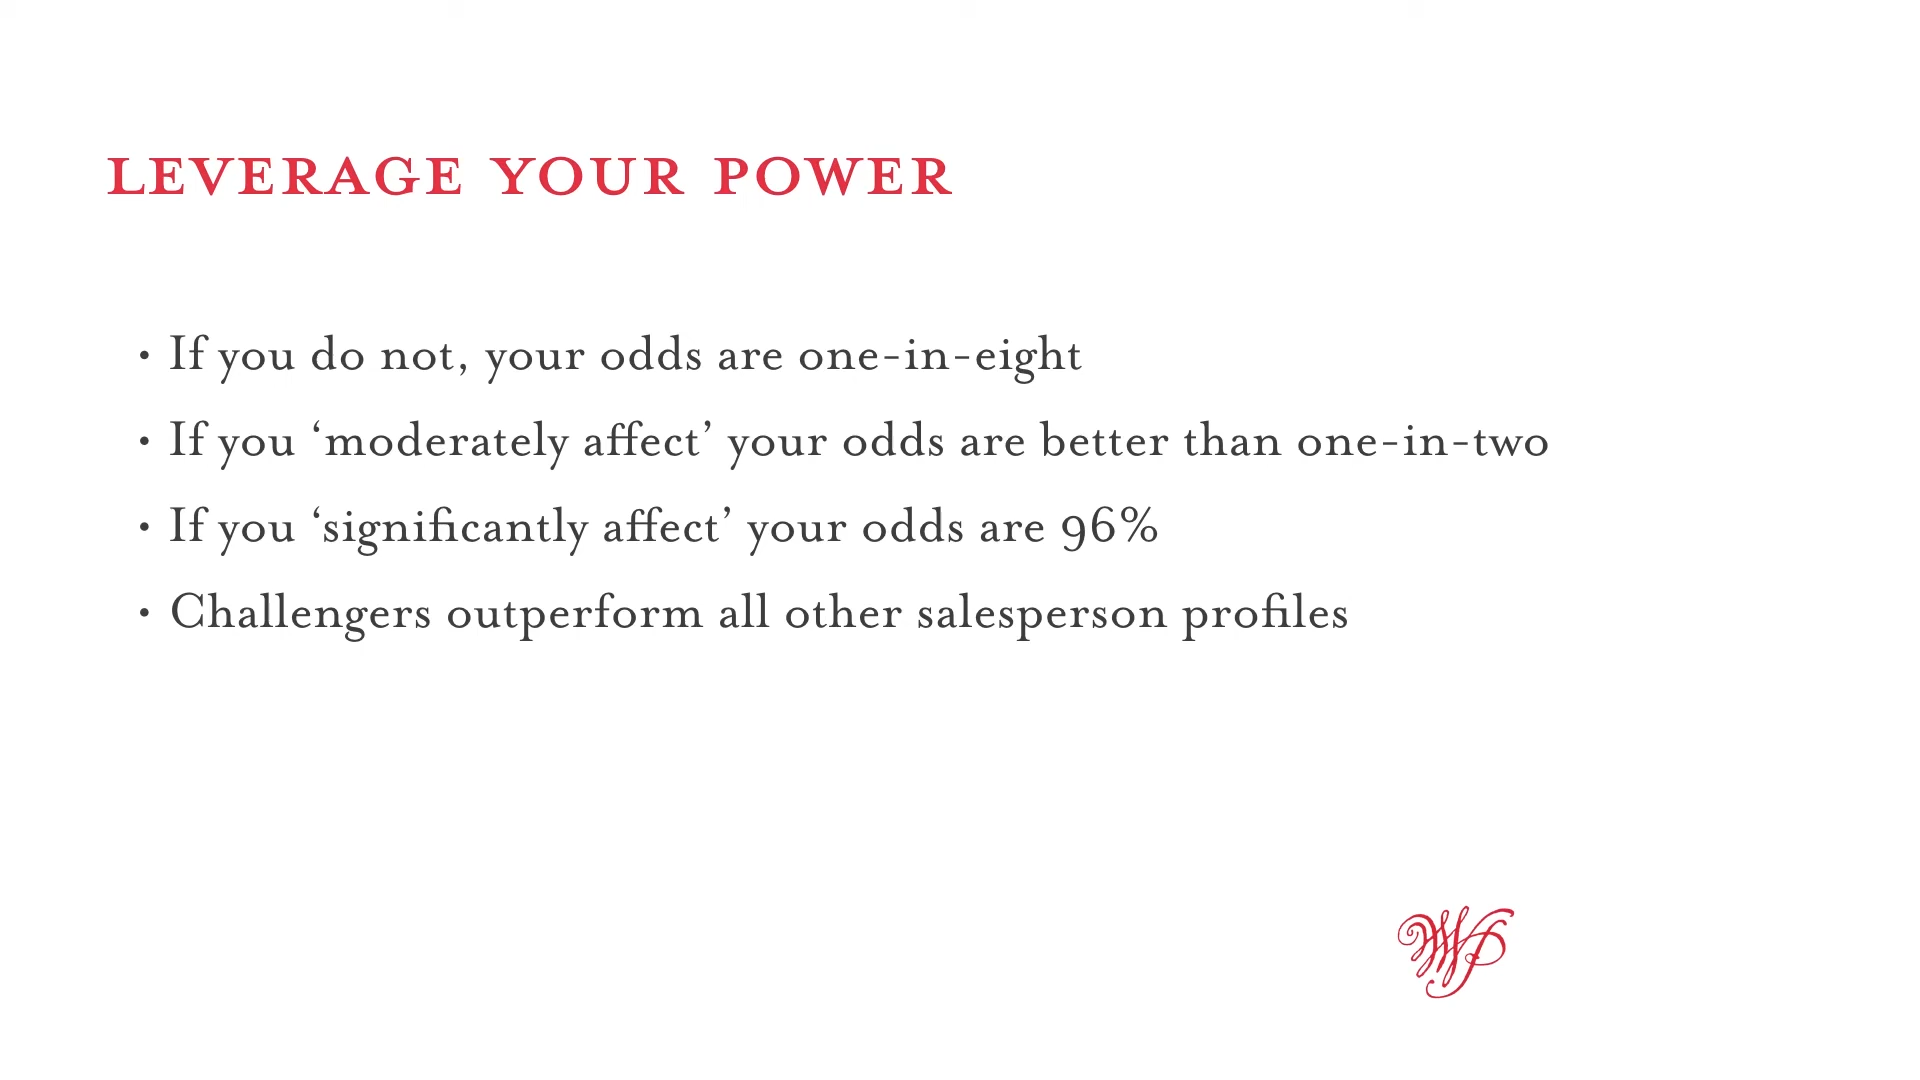 LEVERAGE YOUR POWER
• If you do not, your odds are one-in-eight
• If you ‘moderately affect’ your odds are better than one-in-two
• If you ‘significantly affect’ your odds are 96%
• Challengers outperform all other salesperson profiles